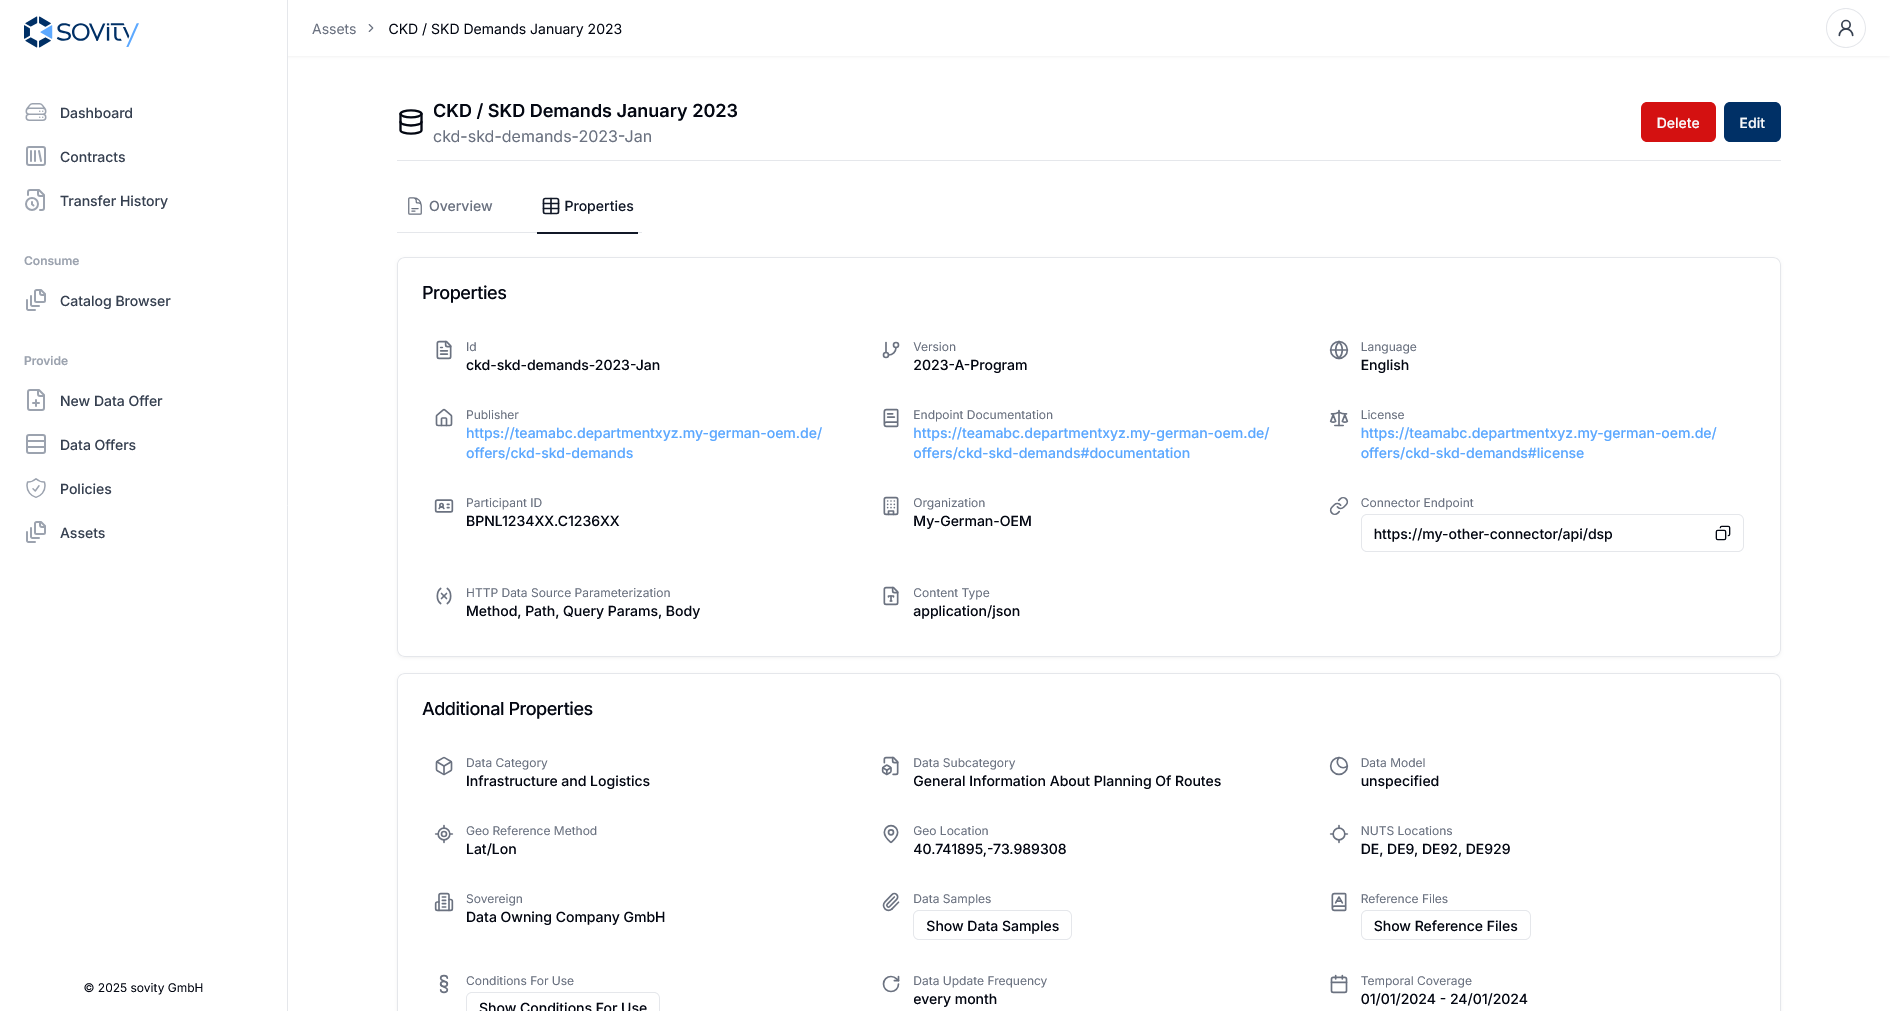 sovity
Assets > CKD / SKD Demands January 2023
Dashboard
Contracts
Transfer History
Consume
Catalog Browser
Provide
New Data Offer
Data Offers
Policies
Assets
© 2025 sovity GmbH
CKD / SKD Demands January 2023
ckd-skd-demands-2023-Jan
Delete
Edit
Overview
Properties
Properties
Id
ckd-skd-demands-2023-Jan
Version
2023-A-Program
Language
English
Publisher
https://teamabc.departmentxyz.my-german-oem.de/
offers/ckd-skd-demands
Endpoint Documentation
https://teamabc.departmentxyz.my-german-oem.de/
offers/ckd-skd-demands#documentation
License
https://teamabc.departmentxyz.my-german-oem.de/
offers/ckd-skd-demands#license
Participant ID
BPNL1234XX.C1236XX
Organization
My-German-OEM
Connector Endpoint
https://my-other-connector/api/dsp
HTTP Data Source Parameterization
Method, Path, Query Params, Body
Content Type
application/json
Additional Properties
Data Category
Infrastructure and Logistics
Data Subcategory
General Information About Planning Of Routes
Data Model
unspecified
Geo Reference Method
Lat/Lon
Geo Location
40.741895,-73.989308
NUTS Locations
DE, DE9, DE92, DE929
Sovereign
Data Owning Company GmbH
Data Samples
Show Data Samples
Reference Files
Show Reference Files
Conditions For Use
Show Conditions For Use
Data Update Frequency
every month
Temporal Coverage
01/01/2024 - 24/01/2024